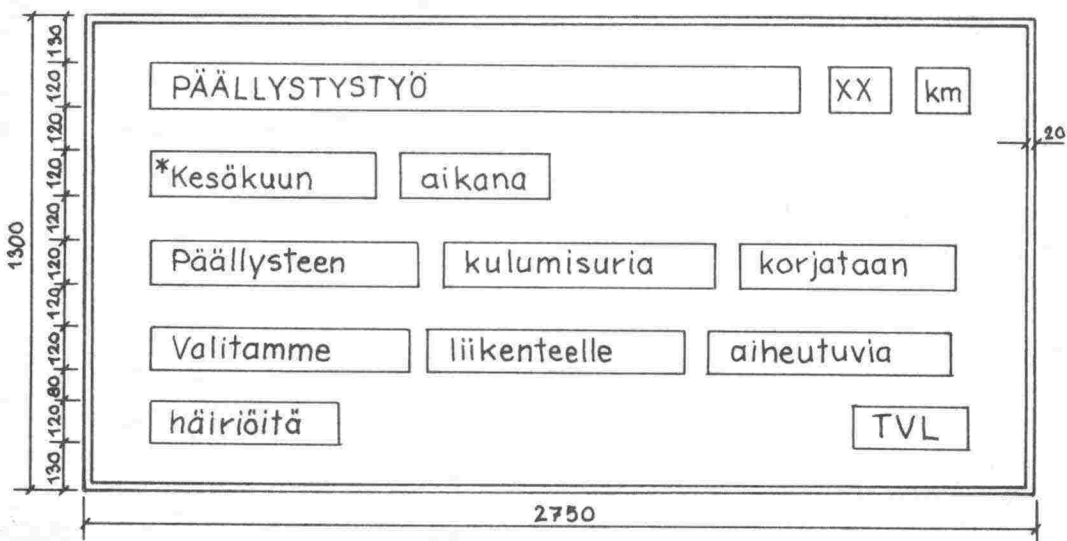 PÄÄLLYSTYSTYÖ XX km
*Kesäkuun aikana
Päällysteen kulumisuria korjataan
Valitamme liikenteelle aiheutuvia
häiriöitä TVL
130
120
120
120
120
120
120
120
80
120
130
1300
20
2750